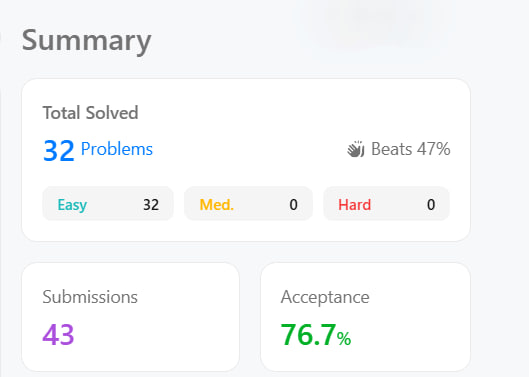 Summary
Total Solved
32 Problems Beats 47%
Easy 32 Med. 0 Hard 0
Submissions Acceptance
43 76.7%